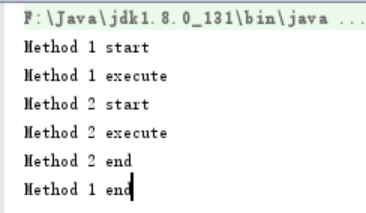 F:\Java\jdk1.8.0_131\bin\java ...
Method 1 start
Method 1 execute
Method 2 start
Method 2 execute
Method 2 end
Method 1 end